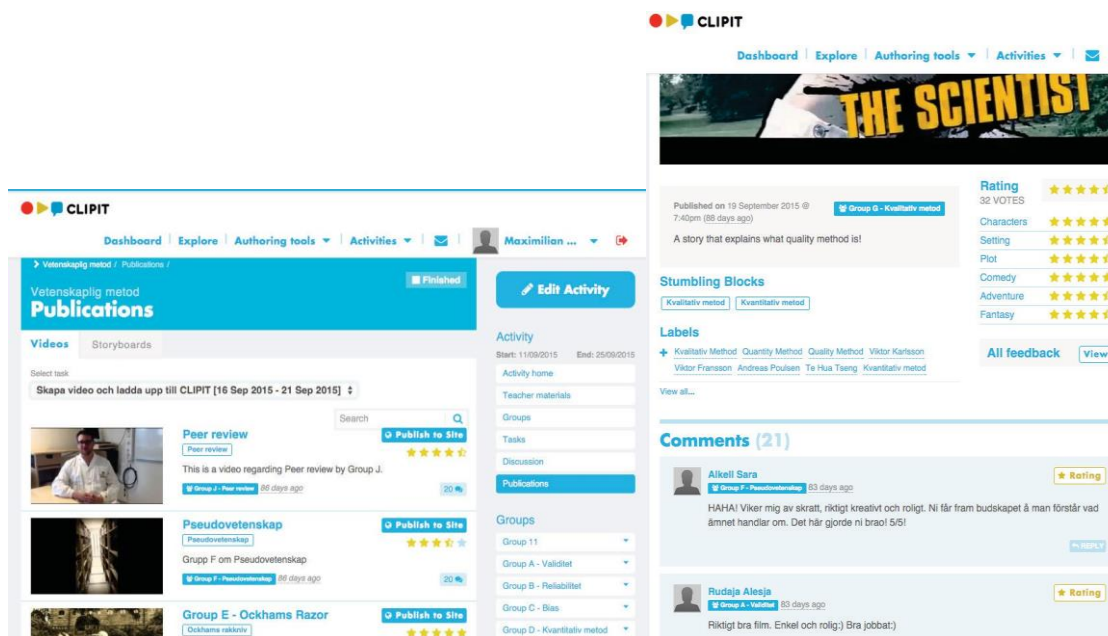 CLIPIT
Dashboard Explore Authoring tools Activities Maximilian ...
Vetenskaplig metod / Publications /
Finished
Vetenskaplig metod
Publications
Videos Storyboards
Select task
Skapa video och ladda upp till CLIPIT [16 Sep 2015 - 21 Sep 2015]
Search
Peer review
Publish to Site
Peer review
This is a video regarding Peer review by Group J.
Group J - Peer review 86 days ago
20
Pseudovetenskap
Publish to Site
Pseudovetenskap
Grupp F om Pseudovetenskap
Group F - Pseudovetenskap 86 days ago
20
Group E - Ockhams Razor
Publish to Site
Ockhams rakkniv
Edit Activity
Activity
Start: 11/09/2015 End: 25/09/2015
Activity home
Teacher materials
Groups
Tasks
Discussion
Publications
Groups
Group 11
Group A - Validitet
Group B - Reliabilitet
Group C - Bias
Group D - Kvantitativ metod
CLIPIT
Dashboard Explore Authoring tools Activities
THE SCIENTIST
Published on 19 September 2015 @
7:40pm (88 days ago)
Group G - Kvalitativ metod
A story that explains what quality method is!
Stumbling Blocks
Kvalitativ metod Kvantitativ metod
Labels
Kvalitativ Method Quantity Method Quality Method Viktor Karlsson
Viktor Fransson Andreas Poulsen Te Hua Tseng Kvantitativ metod
View all...
Rating
32 VOTES
Characters
Setting
Plot
Comedy
Adventure
Fantasy
All feedback View
Comments (21)
Alkell Sara
Group F - Pseudovetenskap 83 days ago
Rating
HAHA! Viker mig av skratt, riktigt kreativt och roligt. Ni får fram budskapet å man förstår vad
ämnet handlar om. Det här gjorde ni brao! 5/5!
REPLY
Rudaja Alesja
Group A - Validitet 83 days ago
Rating
Riktigt bra film. Enkel och rolig:) Bra jobbat:)